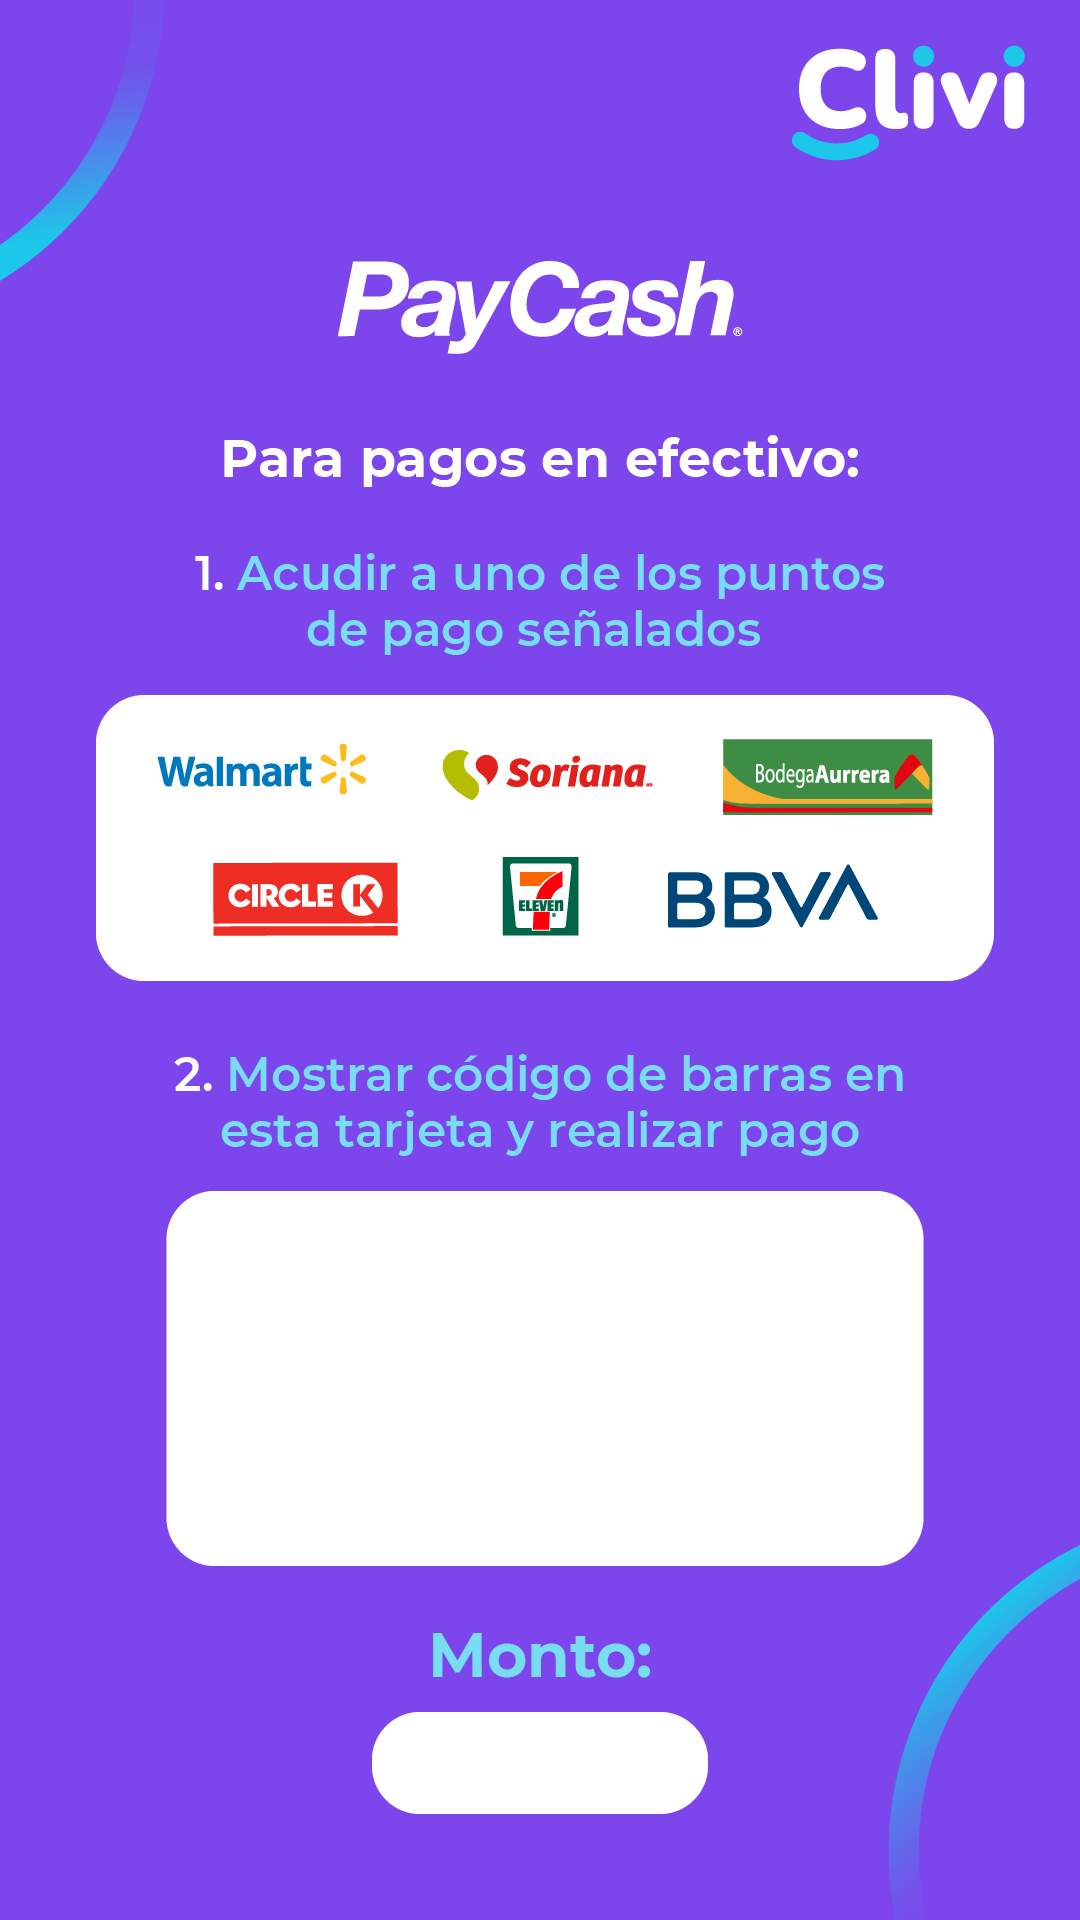 Clivi
PayCash®
Para pagos en efectivo:
1. Acudir a uno de los puntos
de pago señalados
Walmart
Soriana
BodegaAurrera
CIRCLE K
7 ELEVEN
BBVA
2. Mostrar código de barras en
esta tarjeta y realizar pago
Monto: